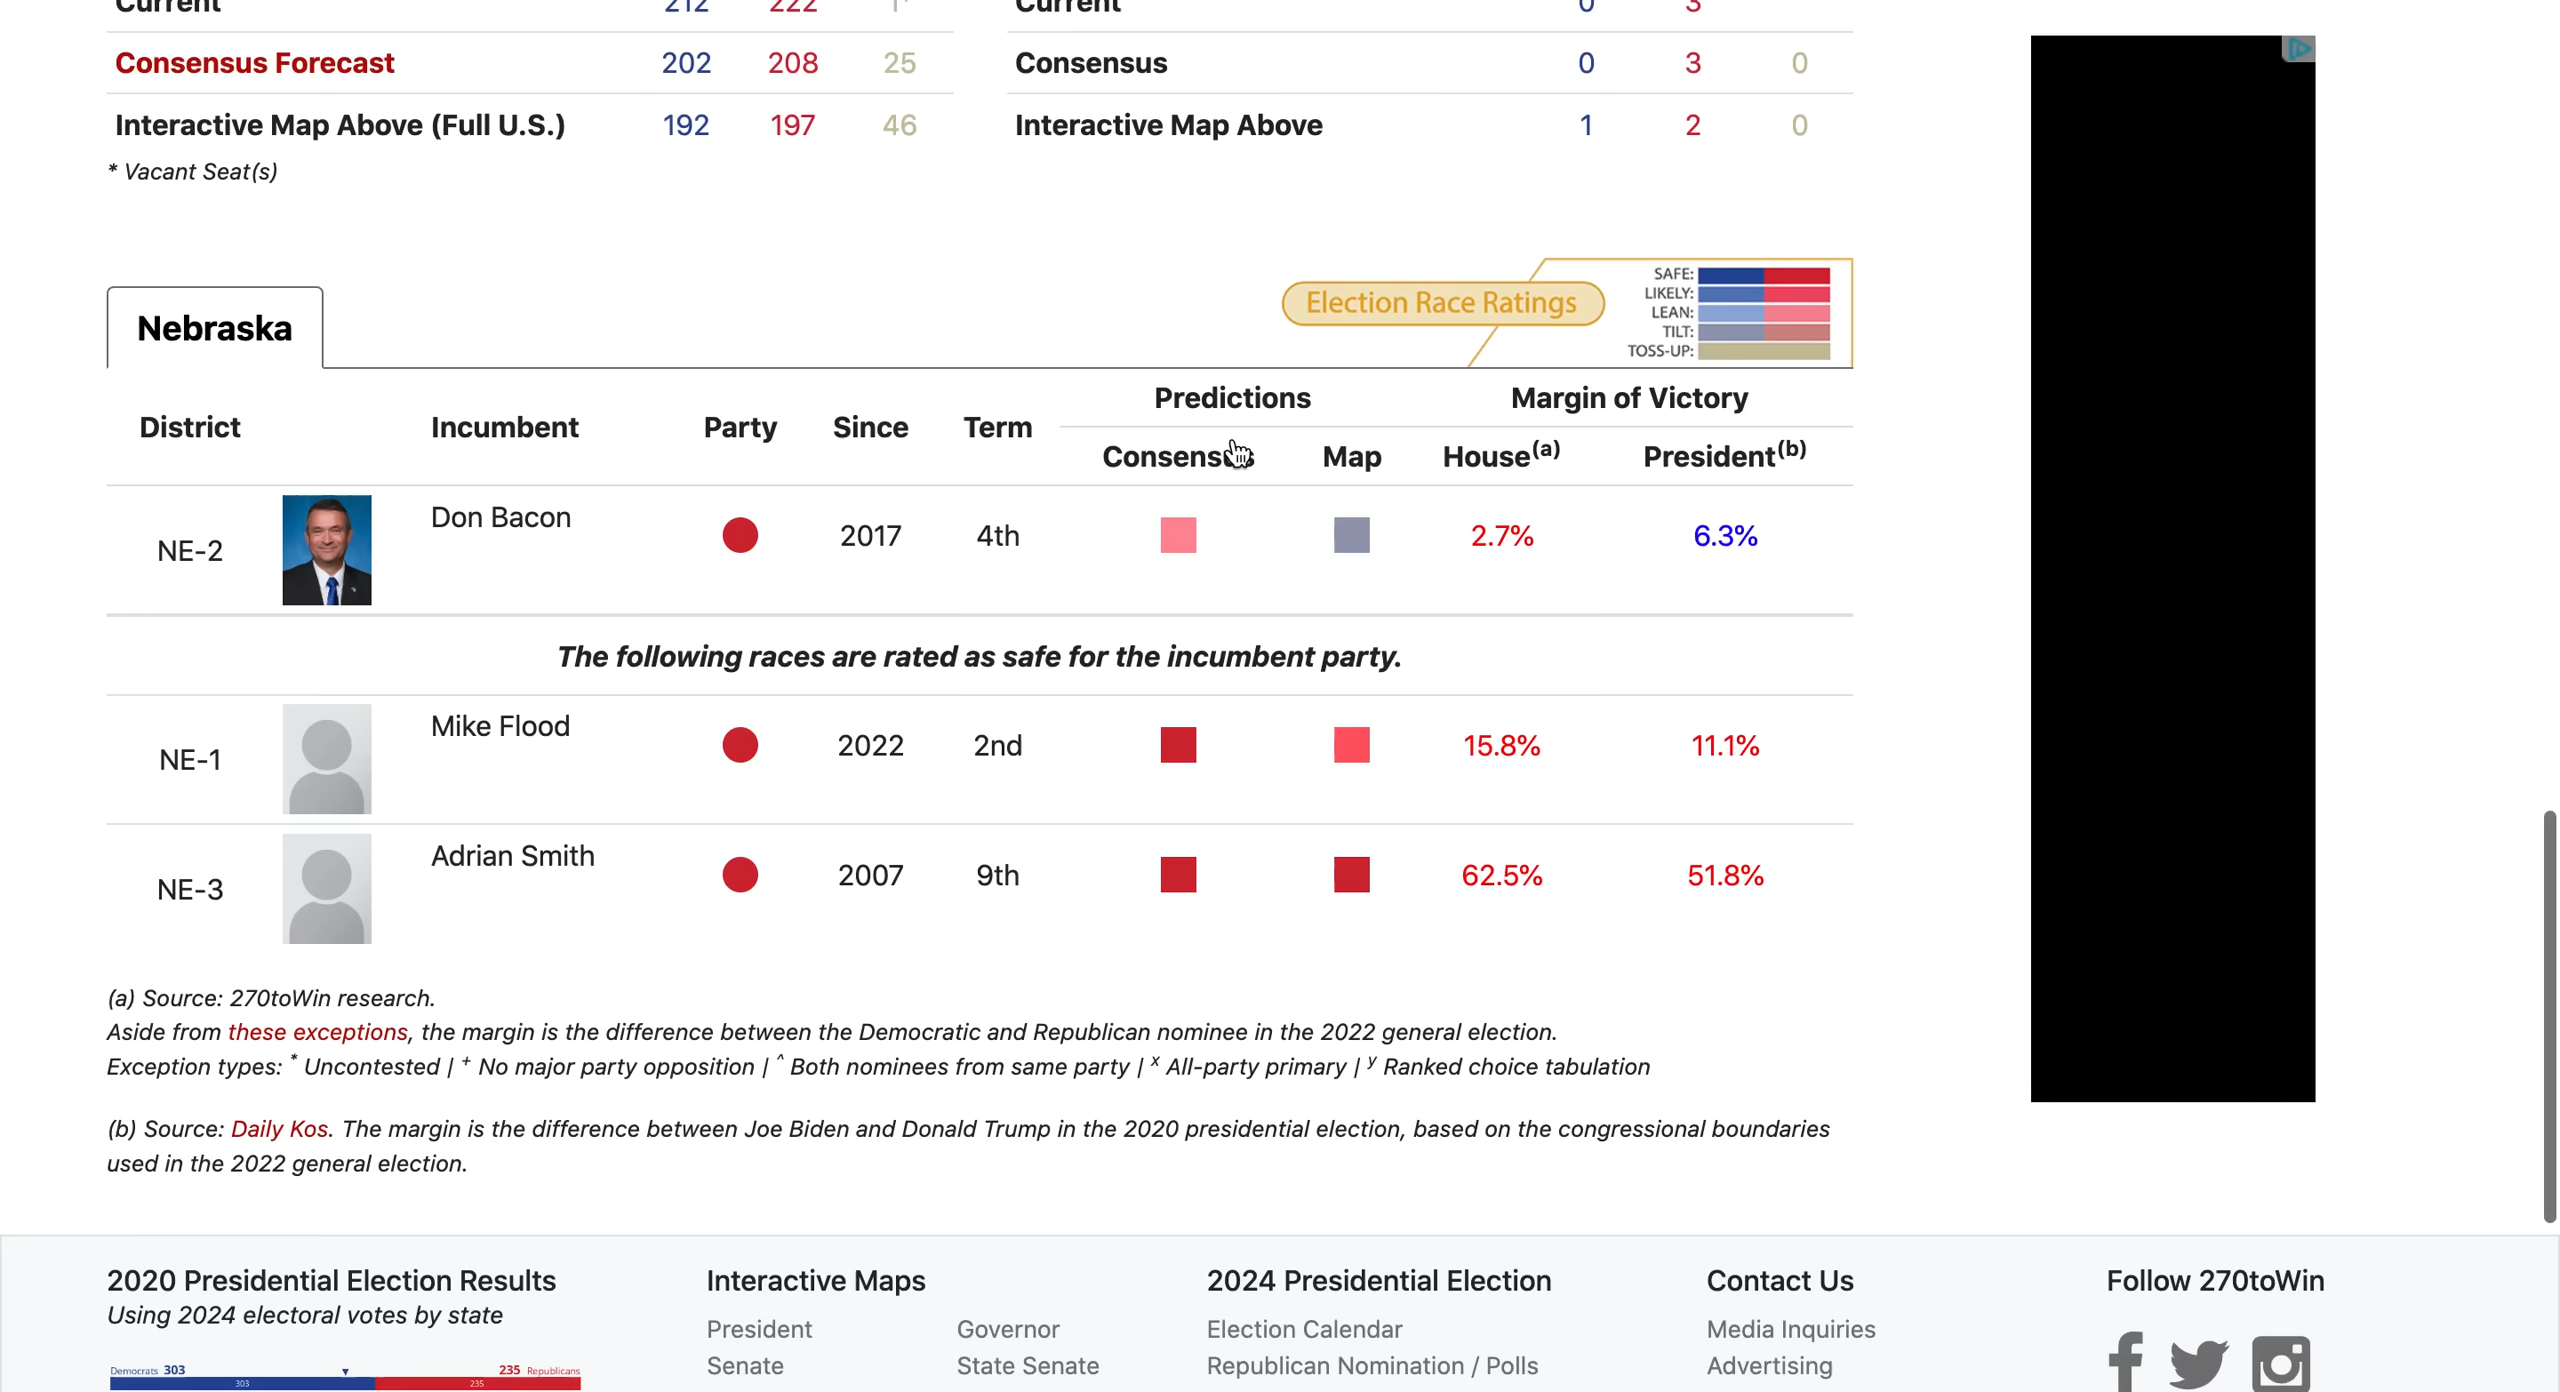 Current 212 222 1* Current 0 3
Consensus Forecast 202 208 25 Consensus 0 3 0
Interactive Map Above (Full U.S.) 192 197 46 Interactive Map Above 1 2 0
* Vacant Seat(s)
Election Race Ratings
SAFE:
LIKELY:
LEAN:
TILT:
TOSS-UP:
Nebraska
Predictions Margin of Victory
District Incumbent Party Since Term
Consensus Map House(a) President(b)
NE-2 Don Bacon 2017 4th 2.7% 6.3%
The following races are rated as safe for the incumbent party.
NE-1 Mike Flood 2022 2nd 15.8% 11.1%
NE-3 Adrian Smith 2007 9th 62.5% 51.8%
(a) Source: 270toWin research.
Aside from these exceptions, the margin is the difference between the Democratic and Republican nominee in the 2022 general election.
Exception types: * Uncontested | + No major party opposition | ^ Both nominees from same party | x All-party primary | y Ranked choice tabulation
(b) Source: Daily Kos. The margin is the difference between Joe Biden and Donald Trump in the 2020 presidential election, based on the congressional boundaries
used in the 2022 general election.
2020 Presidential Election Results
Using 2024 electoral votes by state
Democrats 303 235 Republicans
303 235
Interactive Maps
President Governor
Senate State Senate
2024 Presidential Election
Election Calendar
Republican Nomination / Polls
Contact Us
Media Inquiries
Advertising
Follow 270toWin